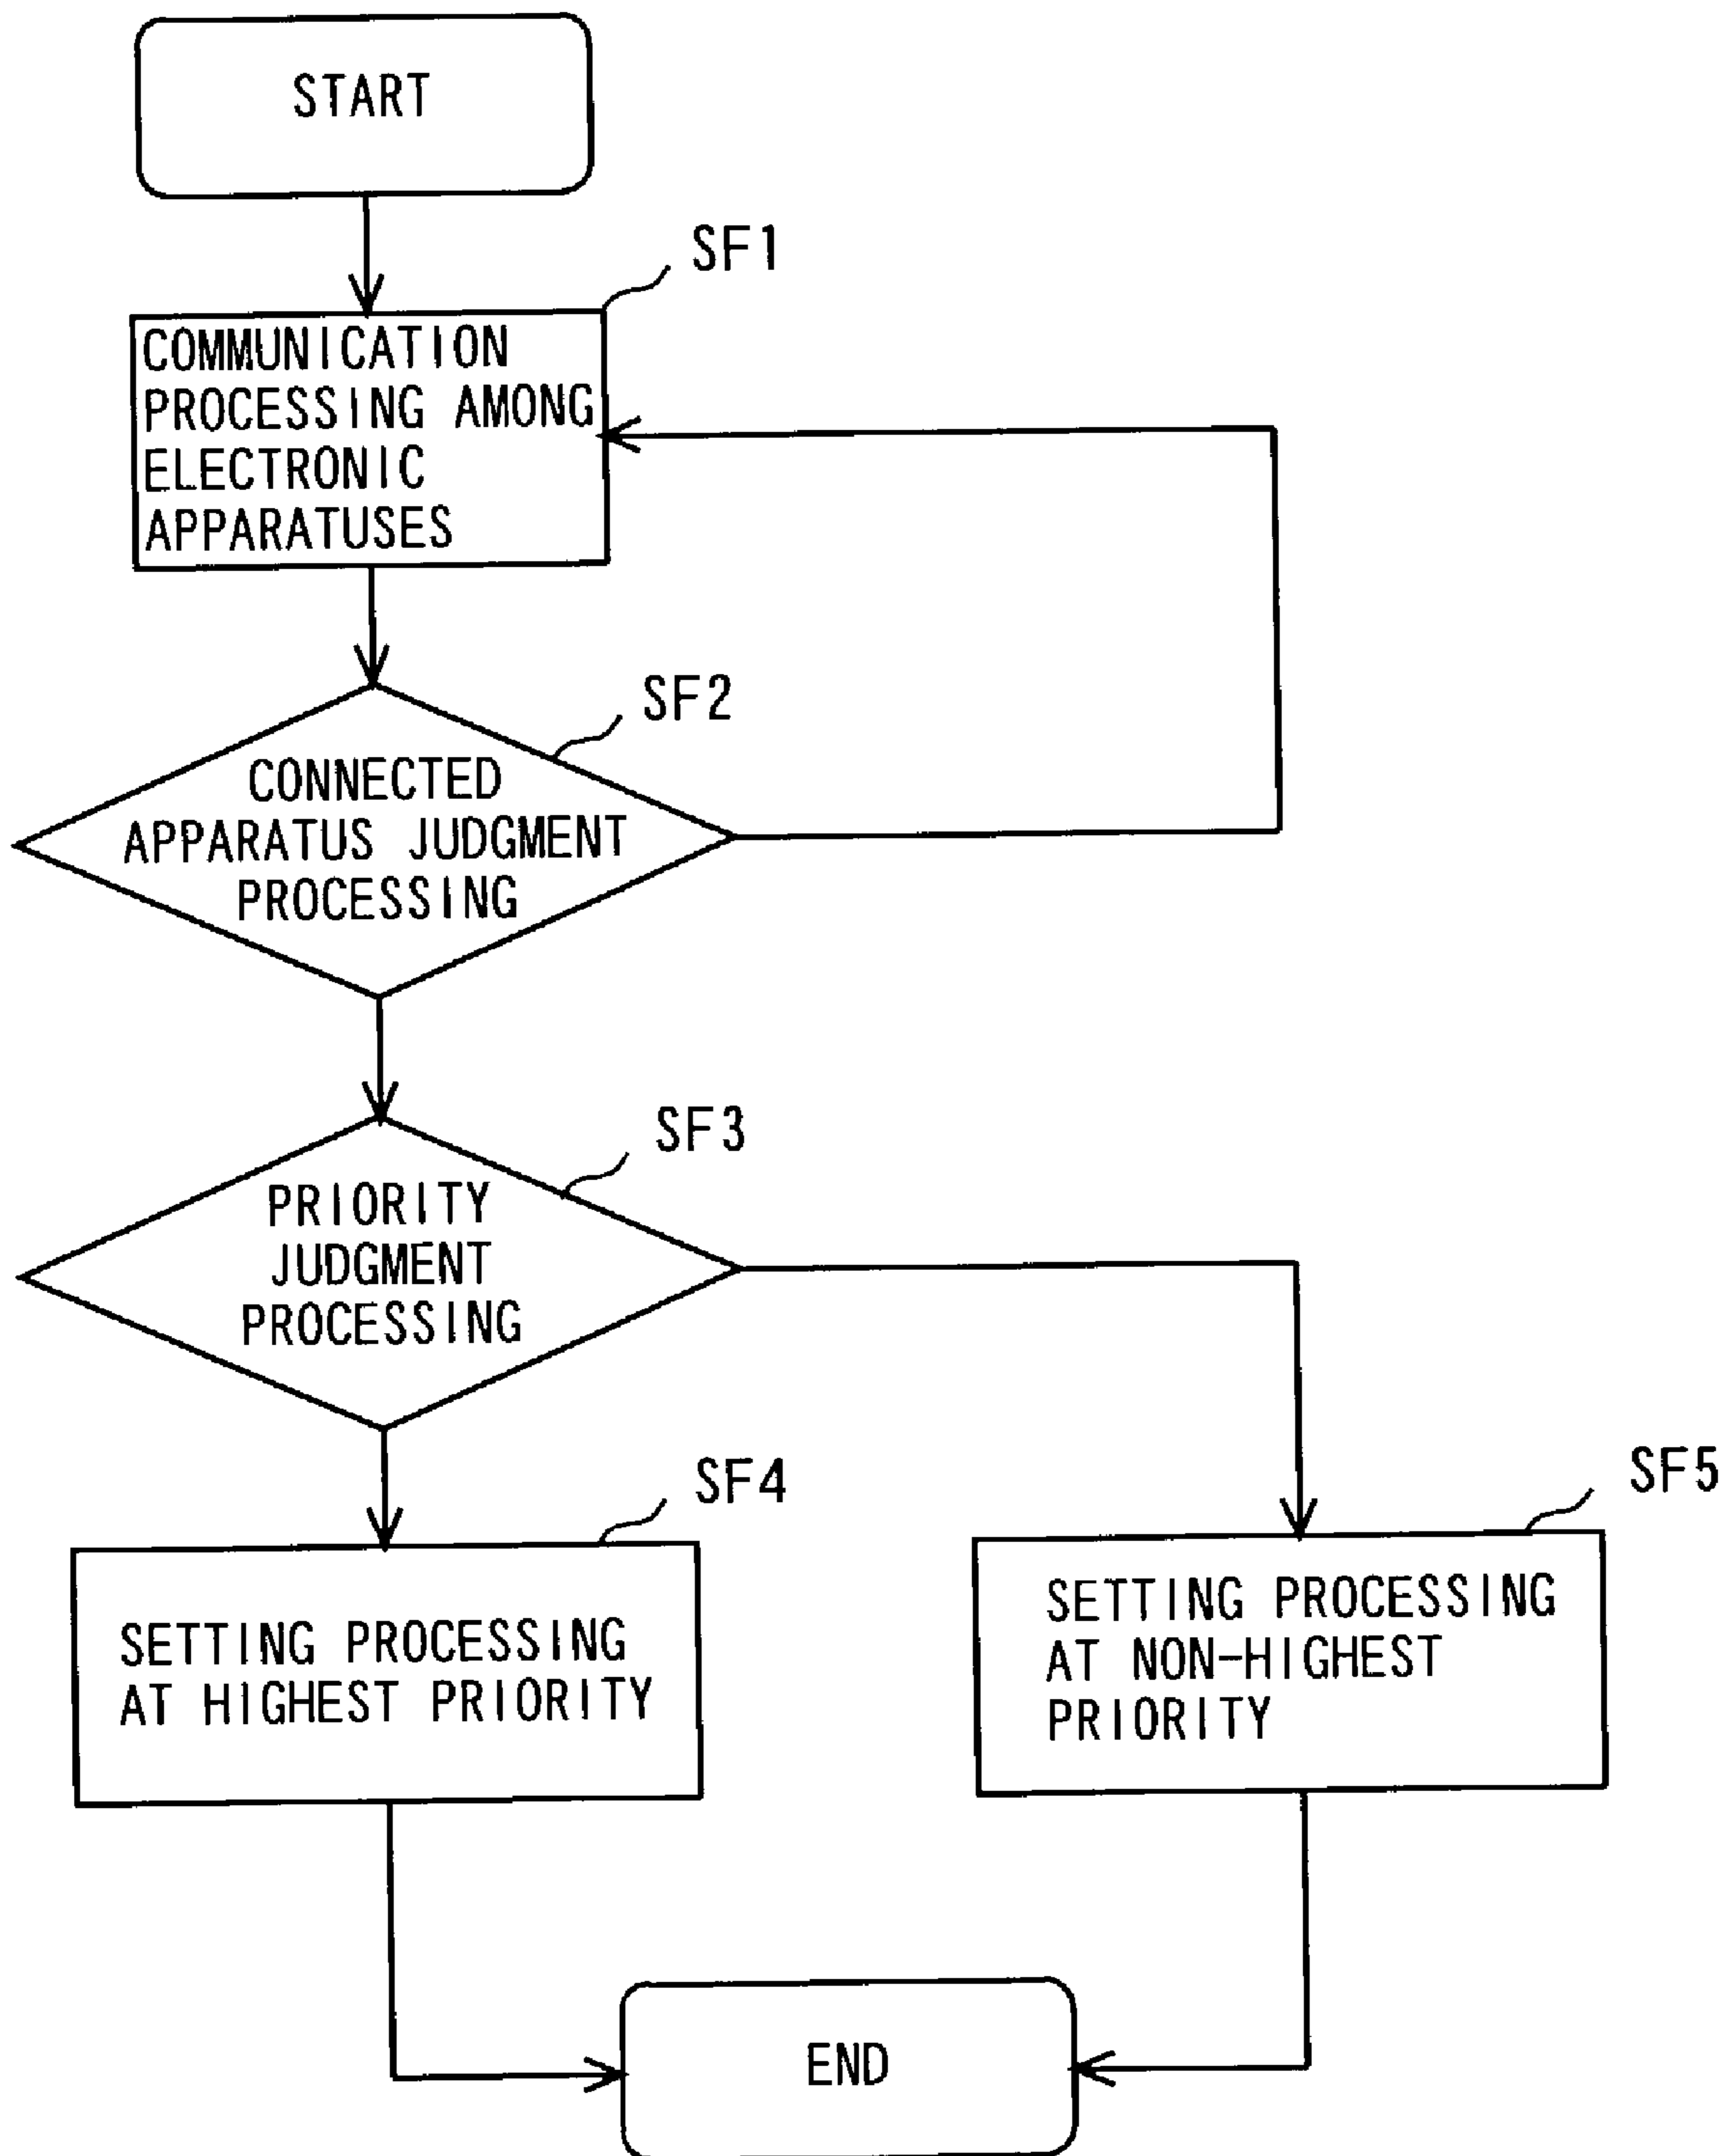 START
SF1
COMMUNICATION
PROCESSING AMONG
ELECTRONIC
APPARATUSES
SF2
CONNECTED
APPARATUS JUDGMENT
PROCESSING
SF3
PRIORITY
JUDGMENT
PROCESSING
SF4
SETTING PROCESSING
AT HIGHEST PRIORITY
SF5
SETTING PROCESSING
AT NON-HIGHEST
PRIORITY
END